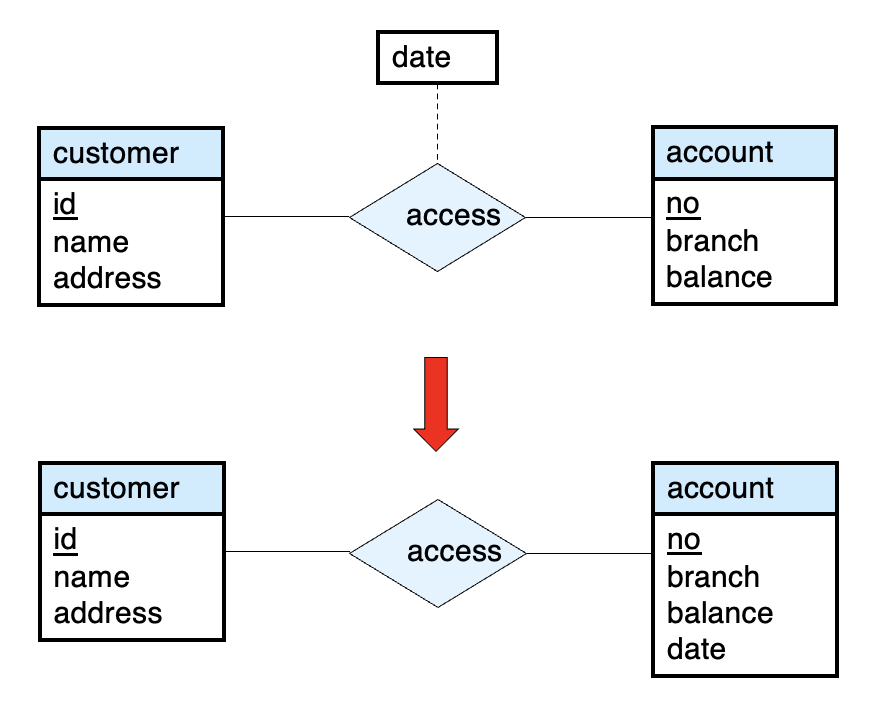 date
customer
id
name
address
access
account
no
branch
balance
customer
id
name
address
access
account
no
branch
balance
date